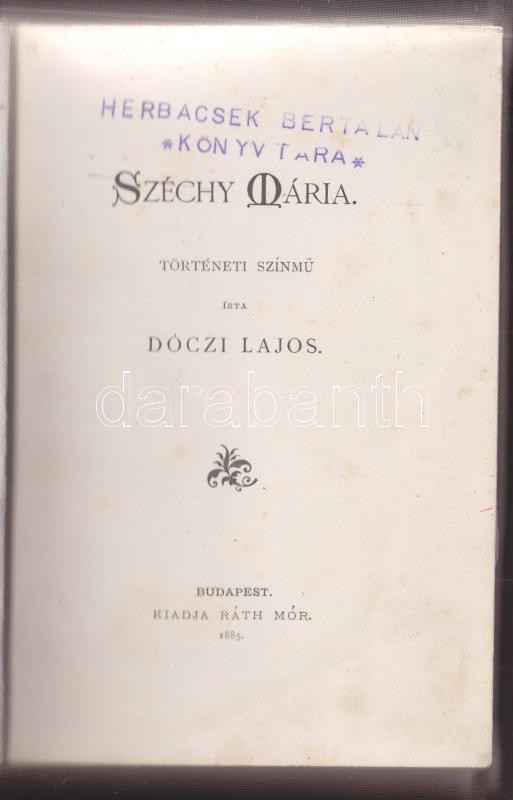 HERBACSEK BERTALAN
*KÖNYVTARA*
SZÉCHY MÁRIA.
TÖRTÉNETI SZÍNMŰ
ÍRTA
DÓCZI LAJOS.
darabanth
BUDAPEST.
KIADJA RÁTH MÓR.
1885.